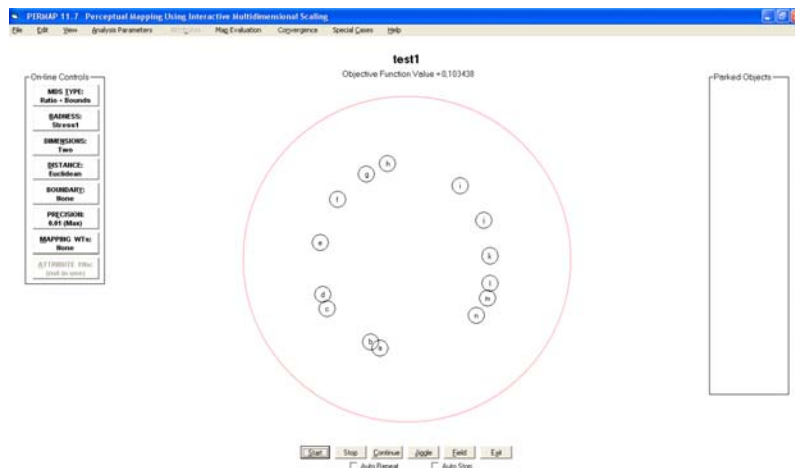 PERMAP 11.7 Perceptual Mapping Using Interactive Multidimensional Scaling
File Edit View Analysis Parameters Attributes Map Evaluation Convergence Special Cases Help
test1
Objective Function Value = 0,103438
On-line Controls
MDS TYPE:
Ratio + Bounds
BADNESS:
Stress1
DIMENSIONS:
Two
DISTANCE:
Euclidean
BOUNDARY:
None
PRECISION:
0.01 (Max)
MAPPING WTs:
None
ATTRIBUTE
(not in use)
Parked Objects
h
g
i
f
j
e
k
l
d
m
c
n
b
a
Start Stop Continue Jiggle Field Exit
Auto Repeat Auto Stop